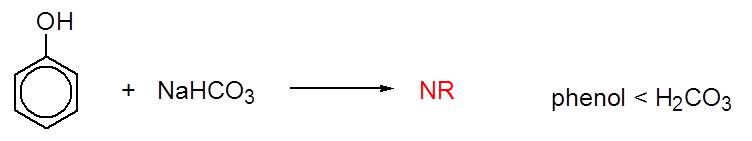 OH
+ NaHCO₃ NR phenol < H₂CO₃